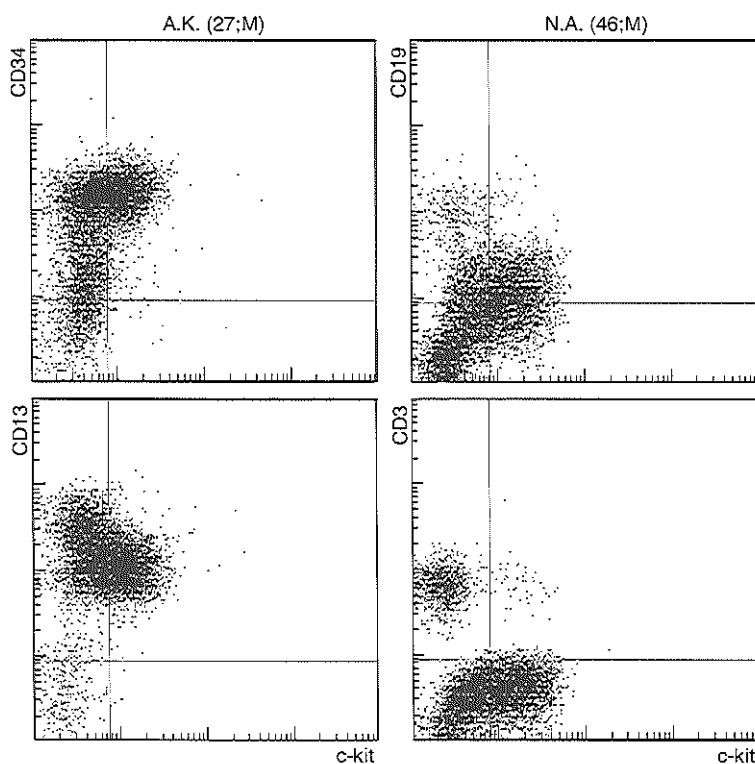 A.K. (27;M)
N.A. (46;M)
CD34
CD19
CD13
CD3
c-kit
c-kit